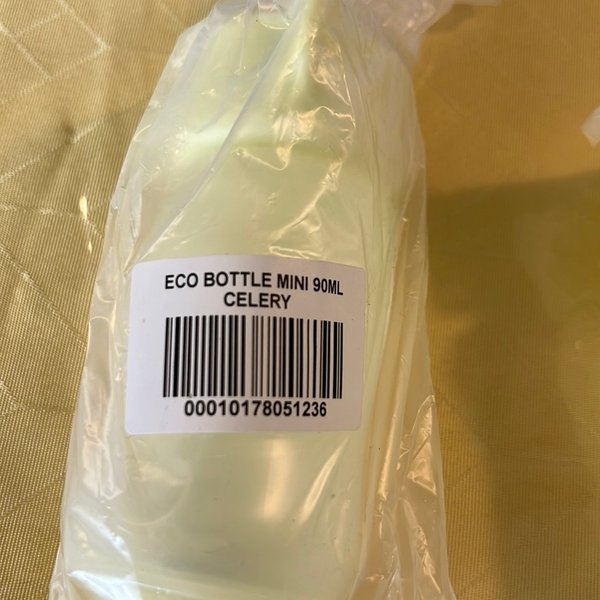 ECO BOTTLE MINI 90ML
CELERY
00010178051236